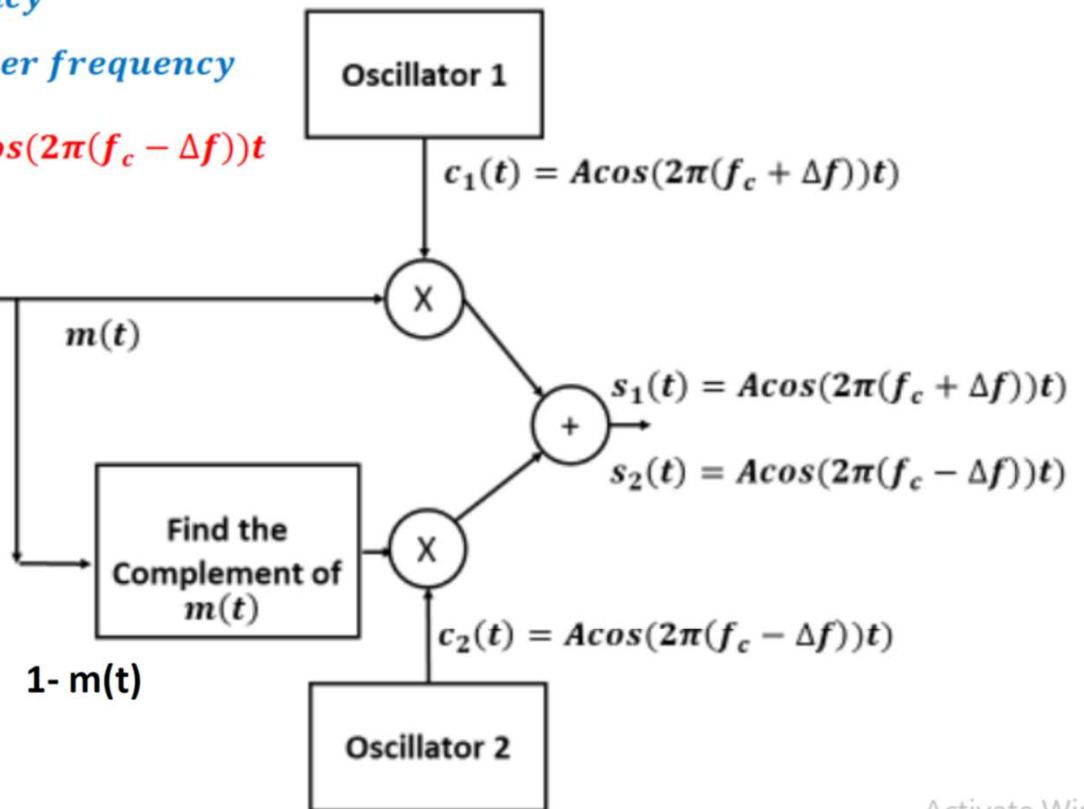 er frequency
s(2π(f_c − Δf))t
Oscillator 1
c₁(t) = Acos(2π(f_c + Δf))t)
X
m(t)
s₁(t) = Acos(2π(f_c + Δf))t)
+
s₂(t) = Acos(2π(f_c − Δf))t)
Find the
Complement of
m(t)
X
c₂(t) = Acos(2π(f_c − Δf))t)
1- m(t)
Oscillator 2